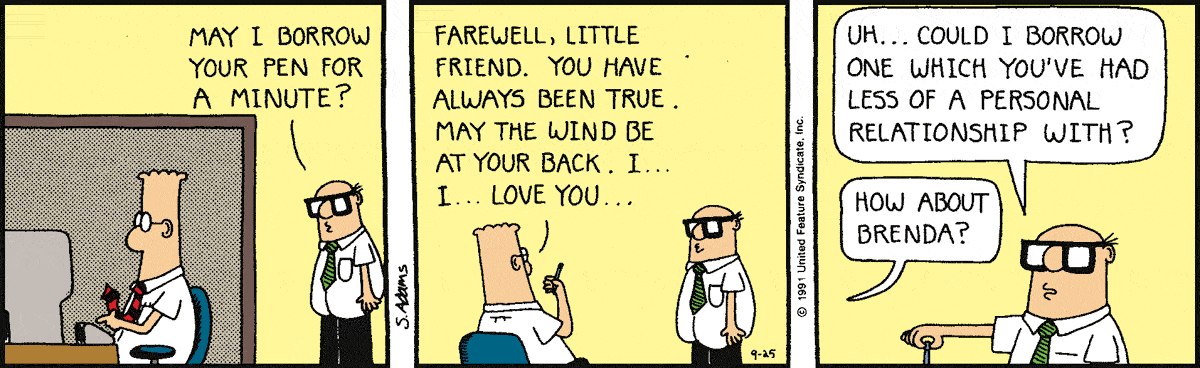 MAY I BORROW
YOUR PEN FOR
A MINUTE?
S. Adams
FAREWELL, LITTLE
FRIEND. YOU HAVE
ALWAYS BEEN TRUE.
MAY THE WIND BE
AT YOUR BACK. I...
I... LOVE YOU...
9-25
© 1991 United Feature Syndicate, Inc.
UH... COULD I BORROW
ONE WHICH YOU'VE HAD
LESS OF A PERSONAL
RELATIONSHIP WITH?
HOW ABOUT
BRENDA?